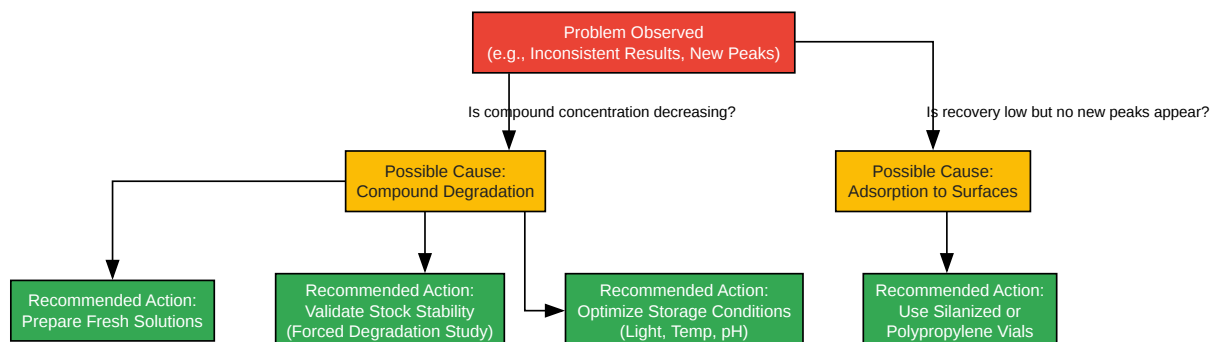 Problem Observed
(e.g., Inconsistent Results, New Peaks)
Is compound concentration decreasing?
Is recovery low but no new peaks appear?
Possible Cause:
Compound Degradation
Possible Cause:
Adsorption to Surfaces
Recommended Action:
Prepare Fresh Solutions
Recommended Action:
Validate Stock Stability
(Forced Degradation Study)
Recommended Action:
Optimize Storage Conditions
(Light, Temp, pH)
Recommended Action:
Use Silanized or
Polypropylene Vials